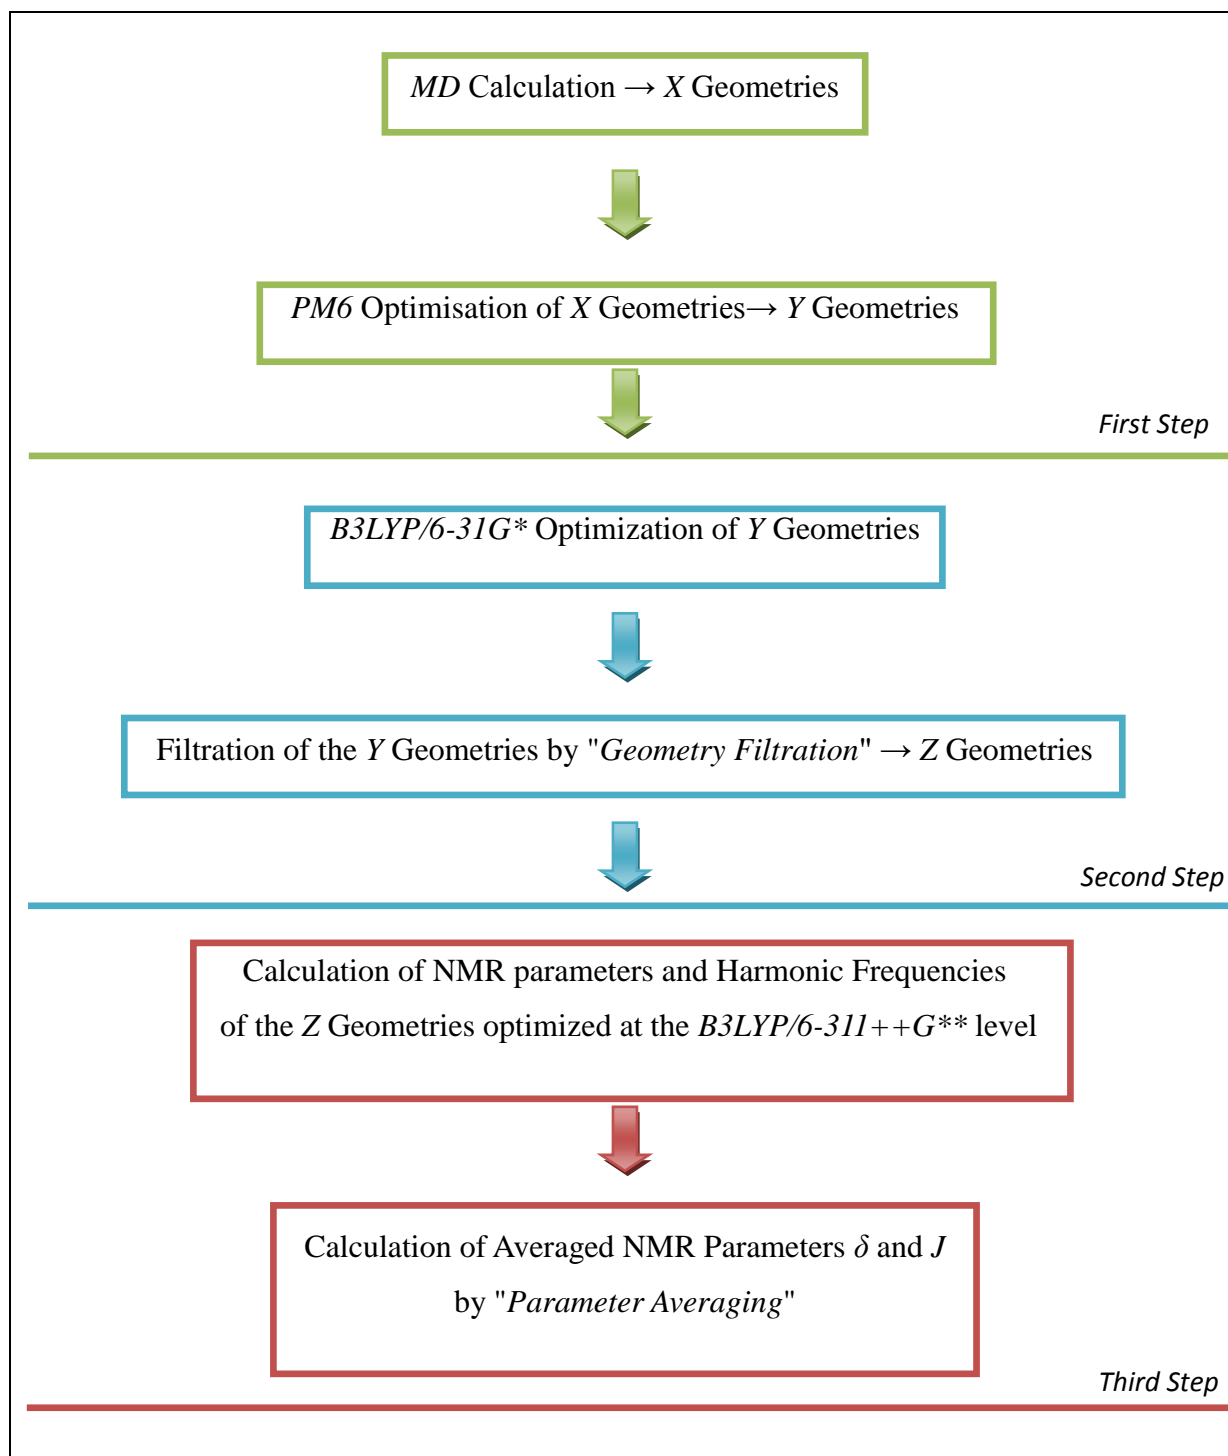 MD Calculation → X Geometries
PM6 Optimisation of X Geometries→ Y Geometries
First Step
B3LYP/6-31G* Optimization of Y Geometries
Filtration of the Y Geometries by "Geometry Filtration" → Z Geometries
Second Step
Calculation of NMR parameters and Harmonic Frequencies
of the Z Geometries optimized at the B3LYP/6-311++G** level
Calculation of Averaged NMR Parameters δ and J
by "Parameter Averaging"
Third Step